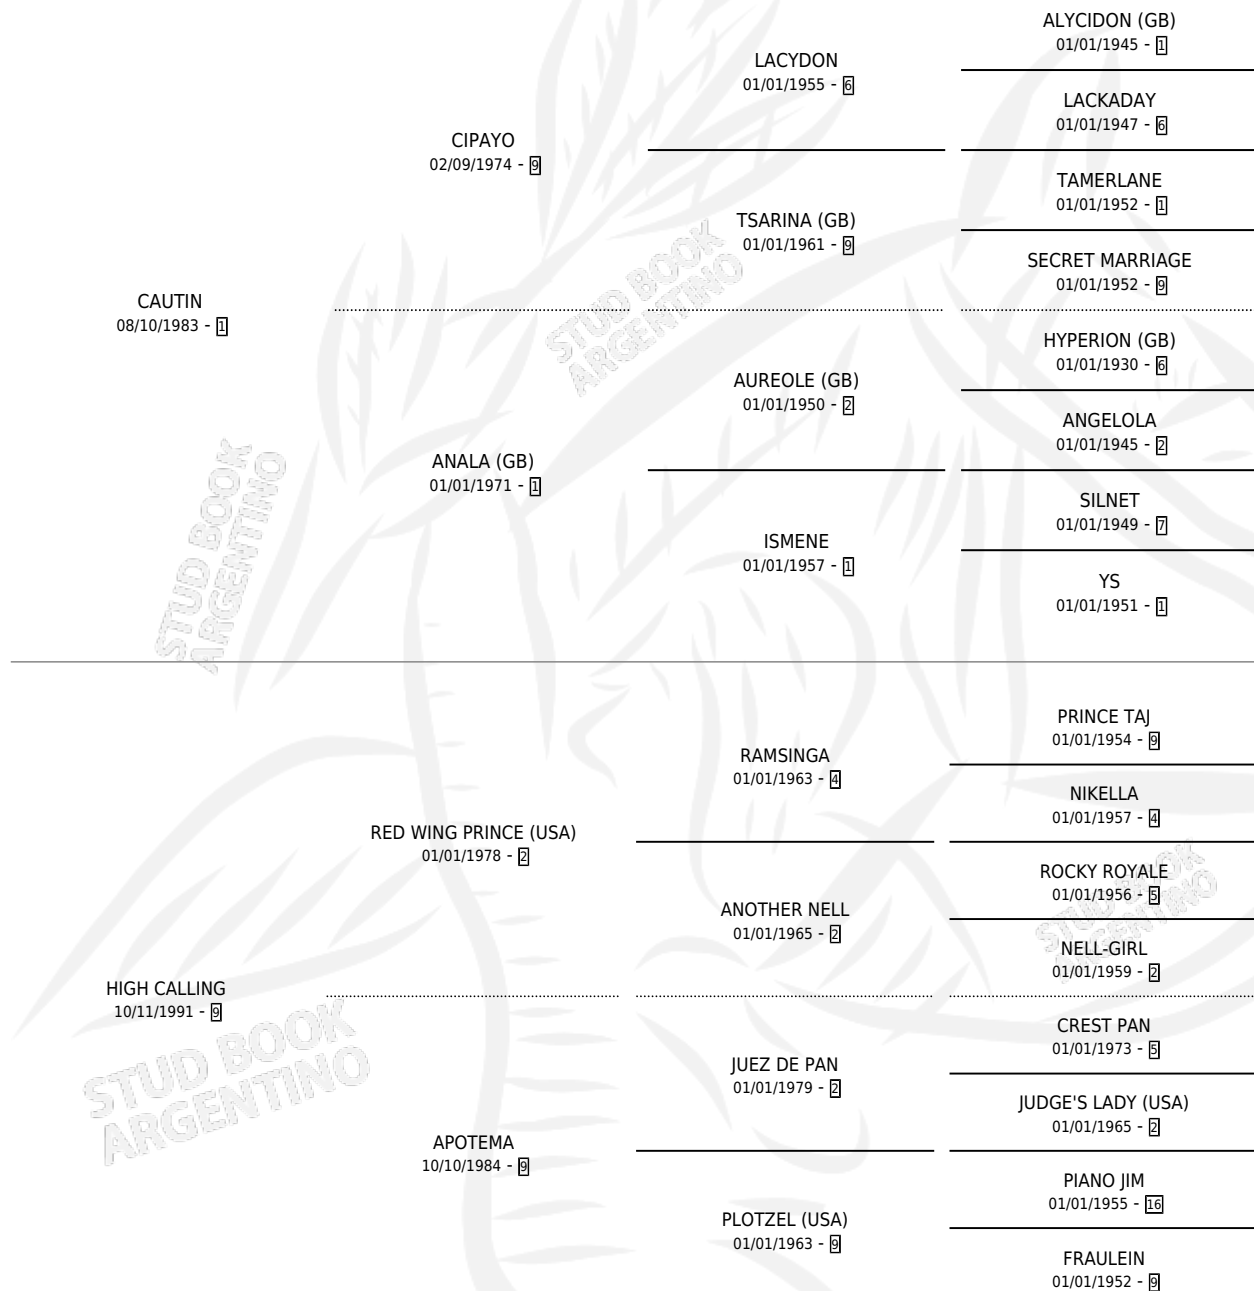 ALYCIDON (GB)
01/01/1945 - 1
LACYDON
01/01/1955 - 6
LACKADAY
01/01/1947 - 6
CIPAYO
02/09/1974 - 9
TAMERLANE
01/01/1952 - 1
TSARINA (GB)
01/01/1961 - 9
SECRET MARRIAGE
01/01/1952 - 9
CAUTIN
08/10/1983 - 1
STUD BOOK
ARGENTINO
HYPERION (GB)
01/01/1930 - 6
AUREOLE (GB)
01/01/1950 - 2
ANGELOLA
01/01/1945 - 2
ANALA (GB)
01/01/1971 - 1
SILNET
01/01/1949 - 7
ISMENE
01/01/1957 - 1
YS
01/01/1951 - 1
STUD BOOK
ARGENTINO
PRINCE TAJ
01/01/1954 - 9
RAMSINGA
01/01/1963 - 4
NIKELLA
01/01/1957 - 4
RED WING PRINCE (USA)
01/01/1978 - 2
ROCKY ROYALE
01/01/1956 - 5
ANOTHER NELL
01/01/1965 - 2
STUD BOOK
ARGENTINO
NELL-GIRL
01/01/1959 - 2
HIGH CALLING
10/11/1991 - 9
STUD BOOK
ARGENTINO
CREST PAN
01/01/1973 - 5
JUEZ DE PAN
01/01/1979 - 2
JUDGE'S LADY (USA)
01/01/1965 - 2
APOTEMA
10/10/1984 - 9
PIANO JIM
01/01/1955 - 16
PLOTZEL (USA)
01/01/1963 - 9
FRAULEIN
01/01/1952 - 9